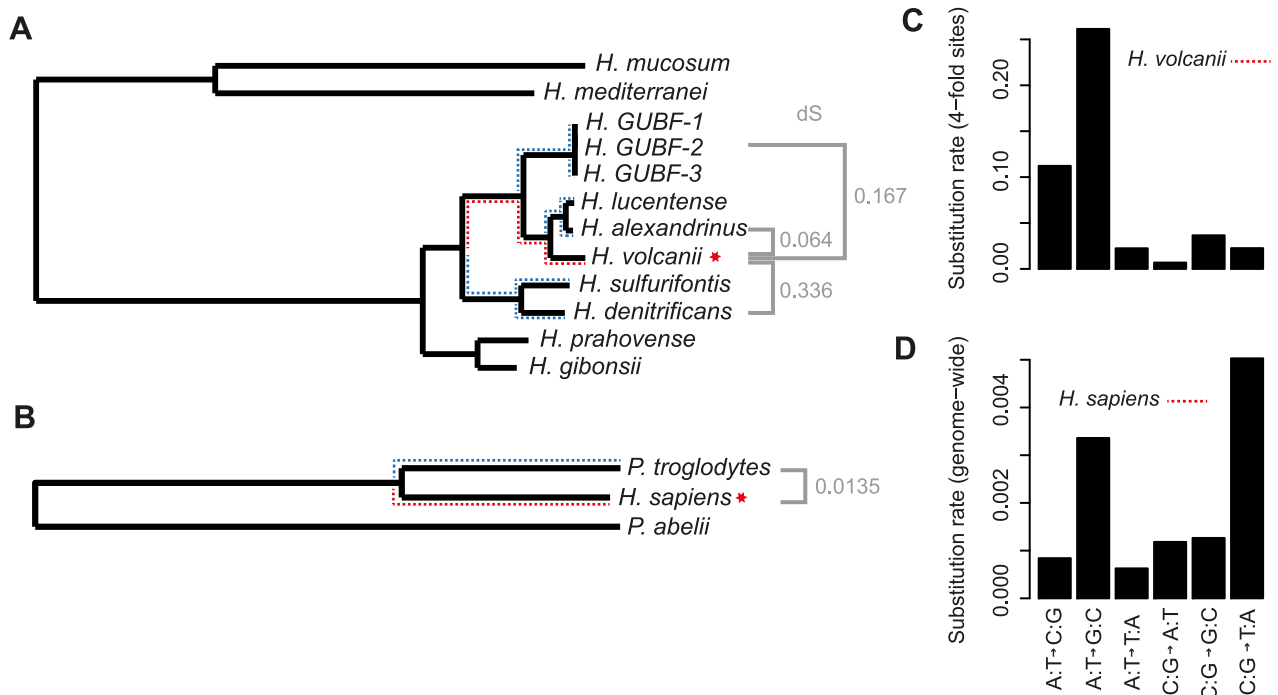 A
H. mucosum
H. mediterranei
H. GUBF-1
H. GUBF-2
H. GUBF-3
H. lucentense
H. alexandrinus
H. volcanii
H. sulfurifontis
H. denitrificans
H. prahovense
H. gibonsii
dS
0.167
0.064
0.336
B
P. troglodytes
H. sapiens
P. abelii
0.0135
C
Substitution rate (4-fold sites)
0.00
0.10
0.20
H. volcanii
D
Substitution rate (genome-wide)
0.000
0.002
0.004
H. sapiens
A:T→C:G
A:T→G:C
A:T→T:A
C:G→A:T
C:G→G:C
C:G→T:A